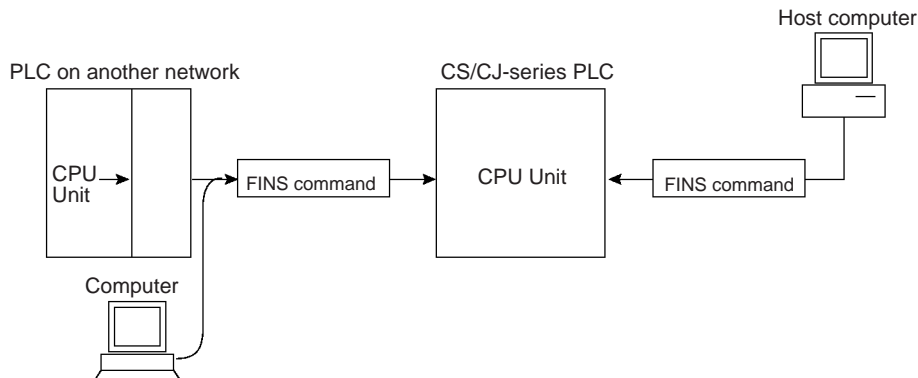 Host computer
PLC on another network
CS/CJ-series PLC
CPU
Unit
FINS command
CPU Unit
FINS command
Computer